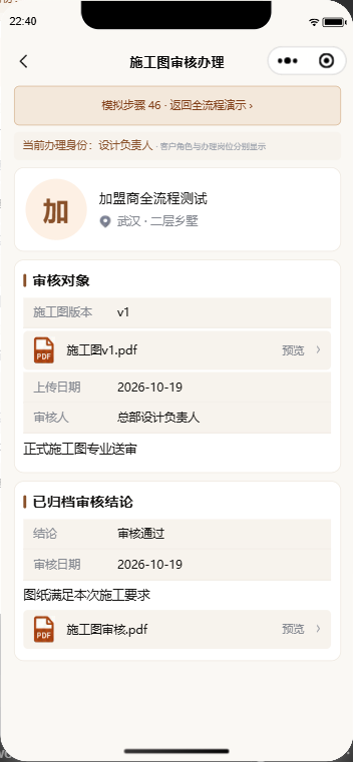 22:40
施工图审核办理
模拟步骤 46 · 返回全流程演示 ›
当前办理身份：设计负责人 · 客户角色与办理岗位分别显示
加
加盟商全流程测试
武汉 · 二层乡墅
审核对象
施工图版本 v1
PDF 施工图v1.pdf 预览 ›
上传日期 2026-10-19
审核人 总部设计负责人
正式施工图专业送审
已归档审核结论
结论 审核通过
审核日期 2026-10-19
图纸满足本次施工要求
PDF 施工图审核.pdf 预览 ›